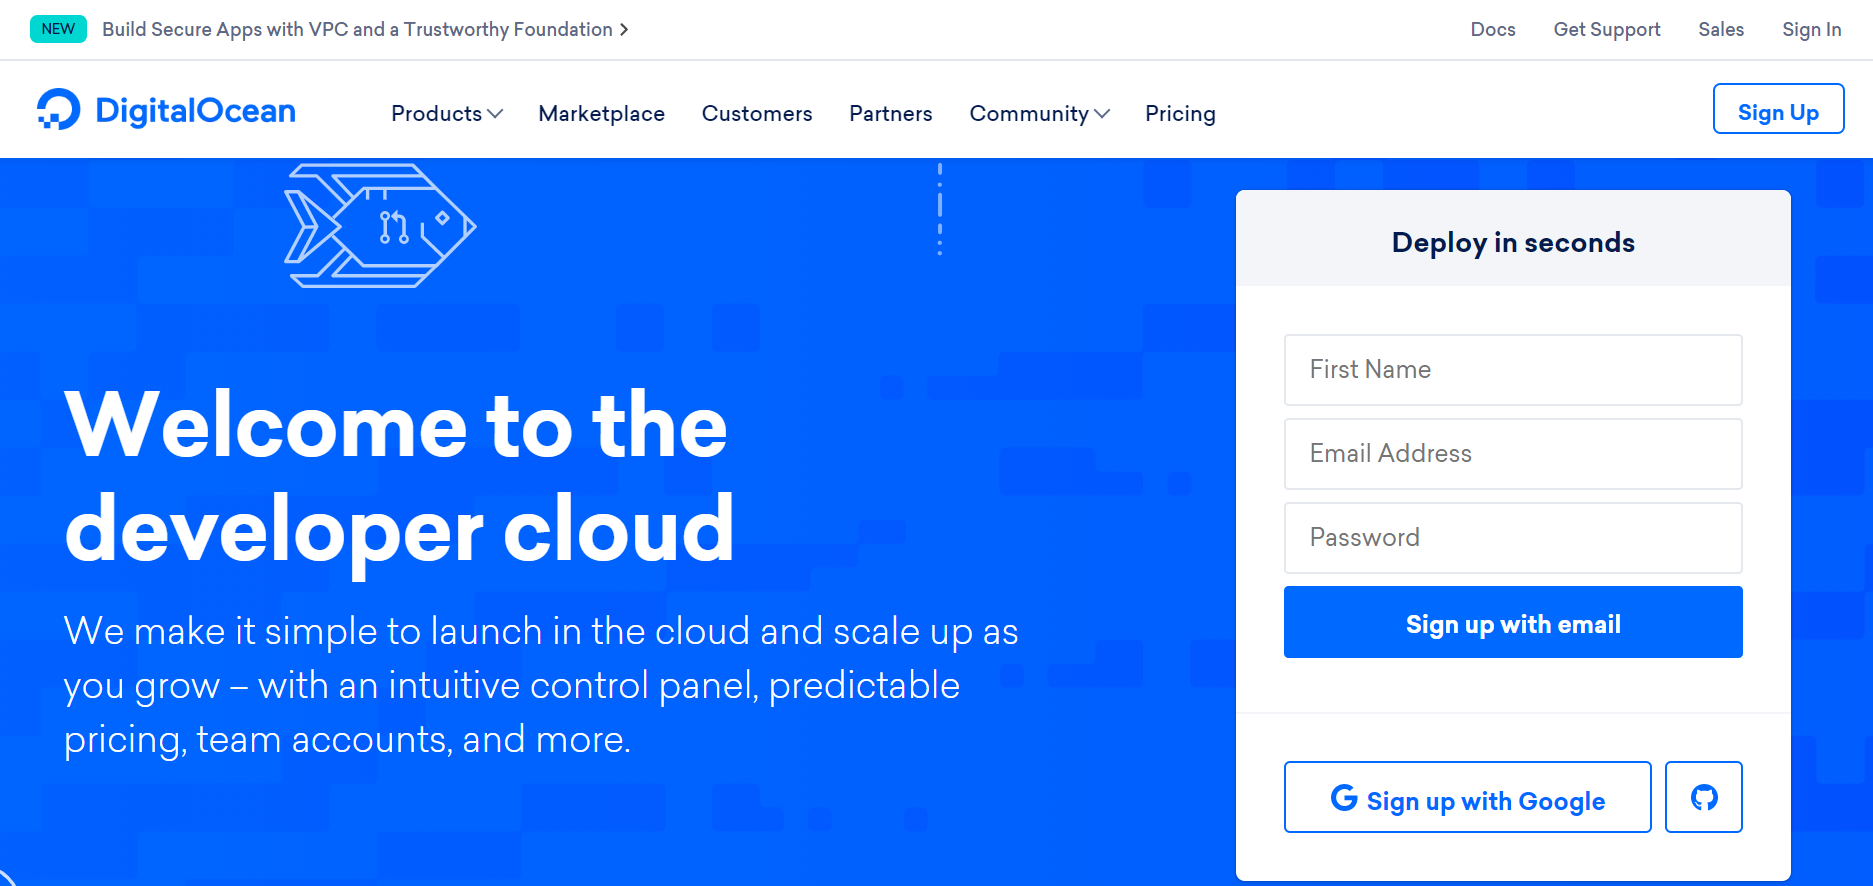 NEW Build Secure Apps with VPC and a Trustworthy Foundation
Docs Get Support Sales Sign In
DigitalOcean
Products Marketplace Customers Partners Community Pricing
Sign Up
Welcome to the
developer cloud
We make it simple to launch in the cloud and scale up as
you grow – with an intuitive control panel, predictable
pricing, team accounts, and more.
Deploy in seconds
First Name
Email Address
Password
Sign up with email
Sign up with Google